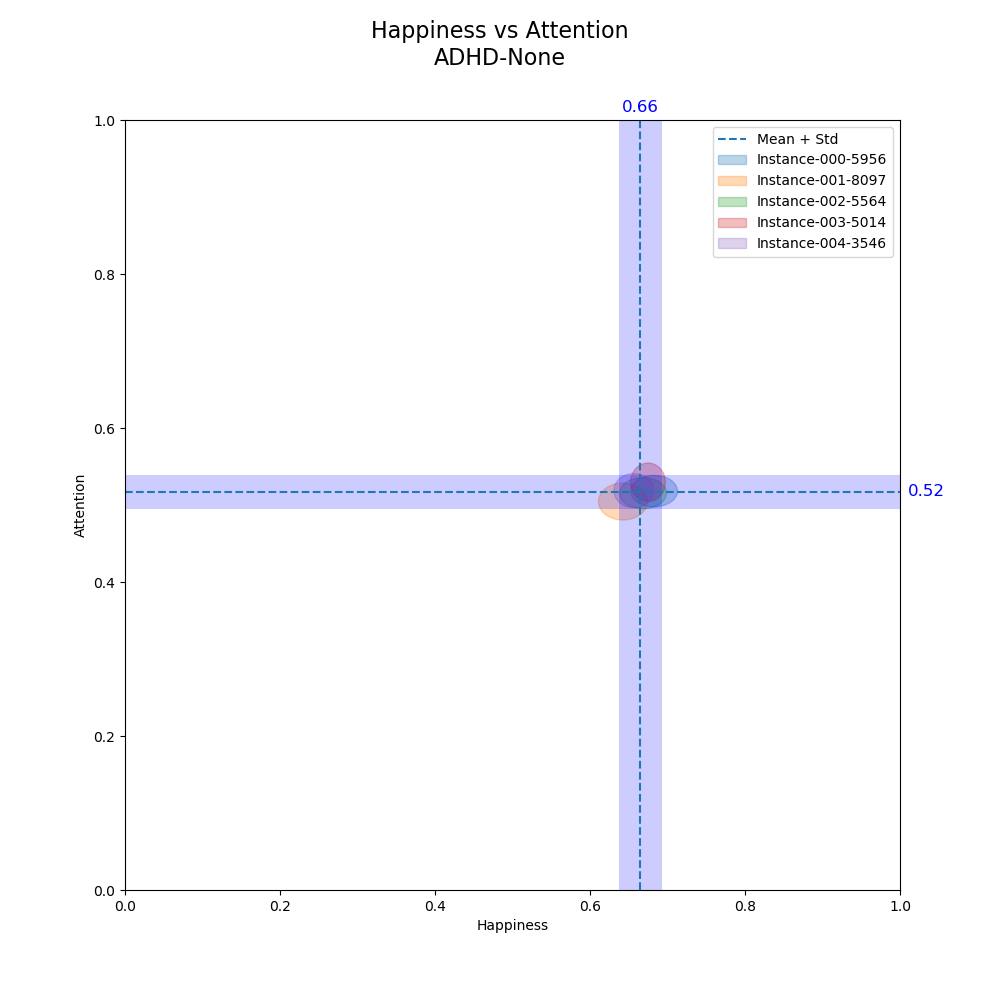 Happiness vs Attention
ADHD-None
0.66
1.0
Mean + Std
Instance-000-5956
Instance-001-8097
Instance-002-5564
Instance-003-5014
Instance-004-3546
0.8
0.6
0.52
Attention
0.4
0.2
0.0
0.0 0.2 0.4 0.6 0.8 1.0
Happiness